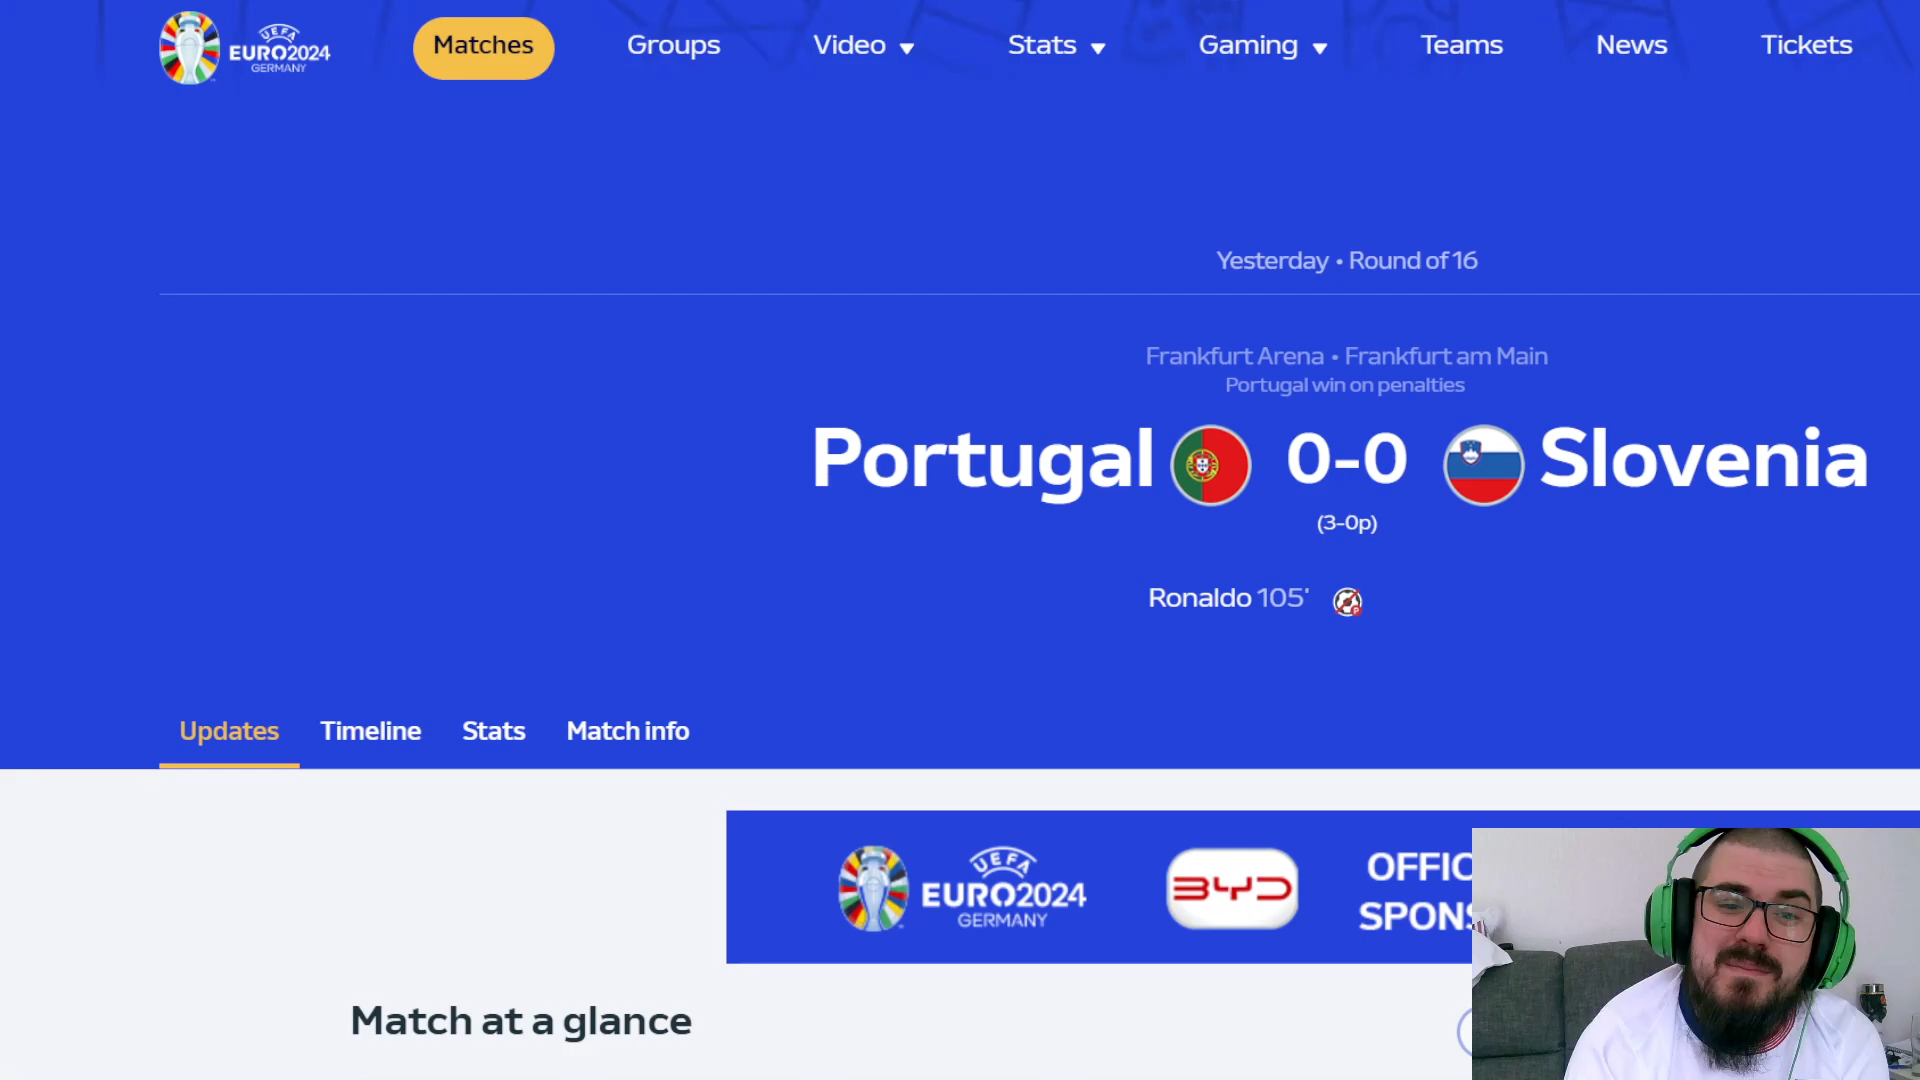 UEFA
EURO2024
GERMANY
Matches
Groups
Video
Stats
Gaming
Teams
News
Tickets
Yesterday • Round of 16
Frankfurt Arena • Frankfurt am Main
Portugal win on penalties
Portugal 0-0 Slovenia
(3-0p)
Ronaldo 105'
Updates
Timeline
Stats
Match info
UEFA
EURO2024
GERMANY
BYD
OFFIC
SPONS
Match at a glance